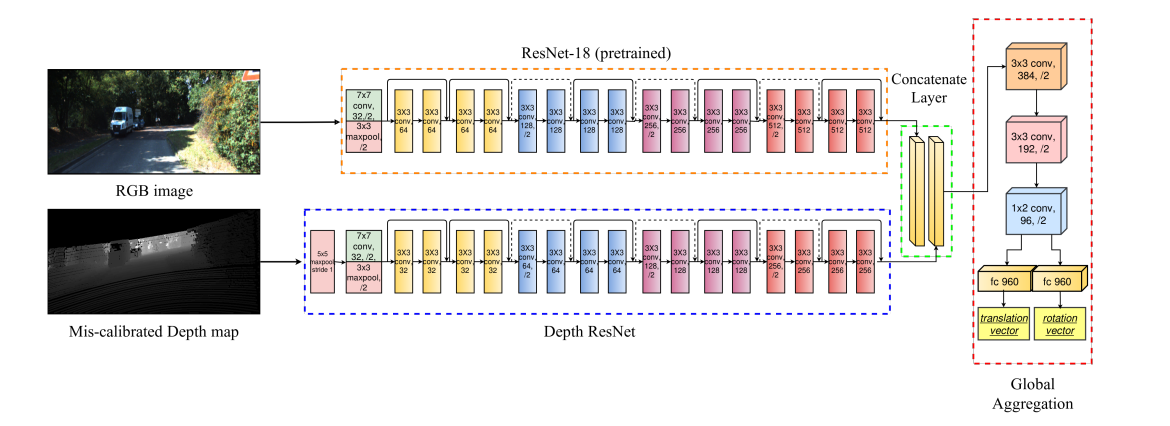 ResNet-18 (pretrained)
7x7
conv,
32,/2,
3x3
maxpool,
/2
3X3
conv,
64
3X3
conv,
64
3X3
conv,
64
3X3
conv,
64
3X3
conv,
128,
/2
3X3
conv,
128
3X3
conv,
128
3X3
conv,
128
3X3
conv,
256,
/2
3X3
conv,
256
3X3
conv,
256
3X3
conv,
256
3X3
conv,
512,
/2
3X3
conv,
512
3X3
conv,
512
3X3
conv,
512
RGB image
5x5
maxpool
stride 1
7x7
conv,
32, /2,
3x3
maxpool,
/2
3X3
conv,
32
3X3
conv,
32
3X3
conv,
32
3X3
conv,
32
3X3
conv,
64,
/2
3X3
conv,
64,
3X3
conv,
64,
3X3
conv,
64,
3X3
conv,
128,
/2
3X3
conv,
128
3X3
conv,
128
3X3
conv,
128
3X3
conv,
256,
/2
3X3
conv,
256
3X3
conv,
256,
3X3
conv,
256
Mis-calibrated Depth map
Depth ResNet
Concatenate
Layer
3x3 conv,
384, /2
3x3 conv,
192, /2
1x2 conv,
96, /2
fc 960
fc 960
translation
vector
rotation
vector
Global
Aggregation